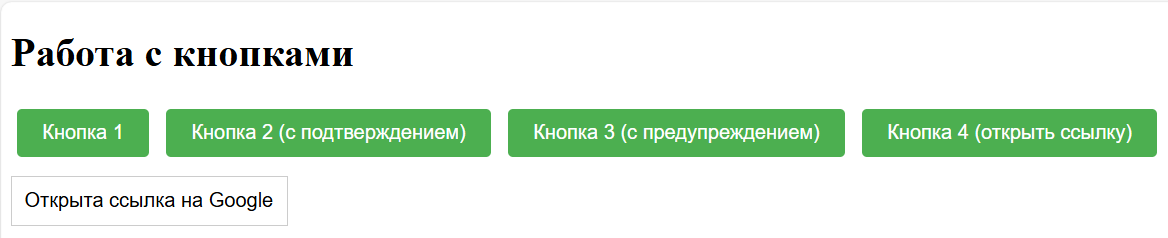 Работа с кнопками
Кнопка 1 Кнопка 2 (с подтверждением) Кнопка 3 (с предупреждением) Кнопка 4 (открыть ссылку)
Открыта ссылка на Google